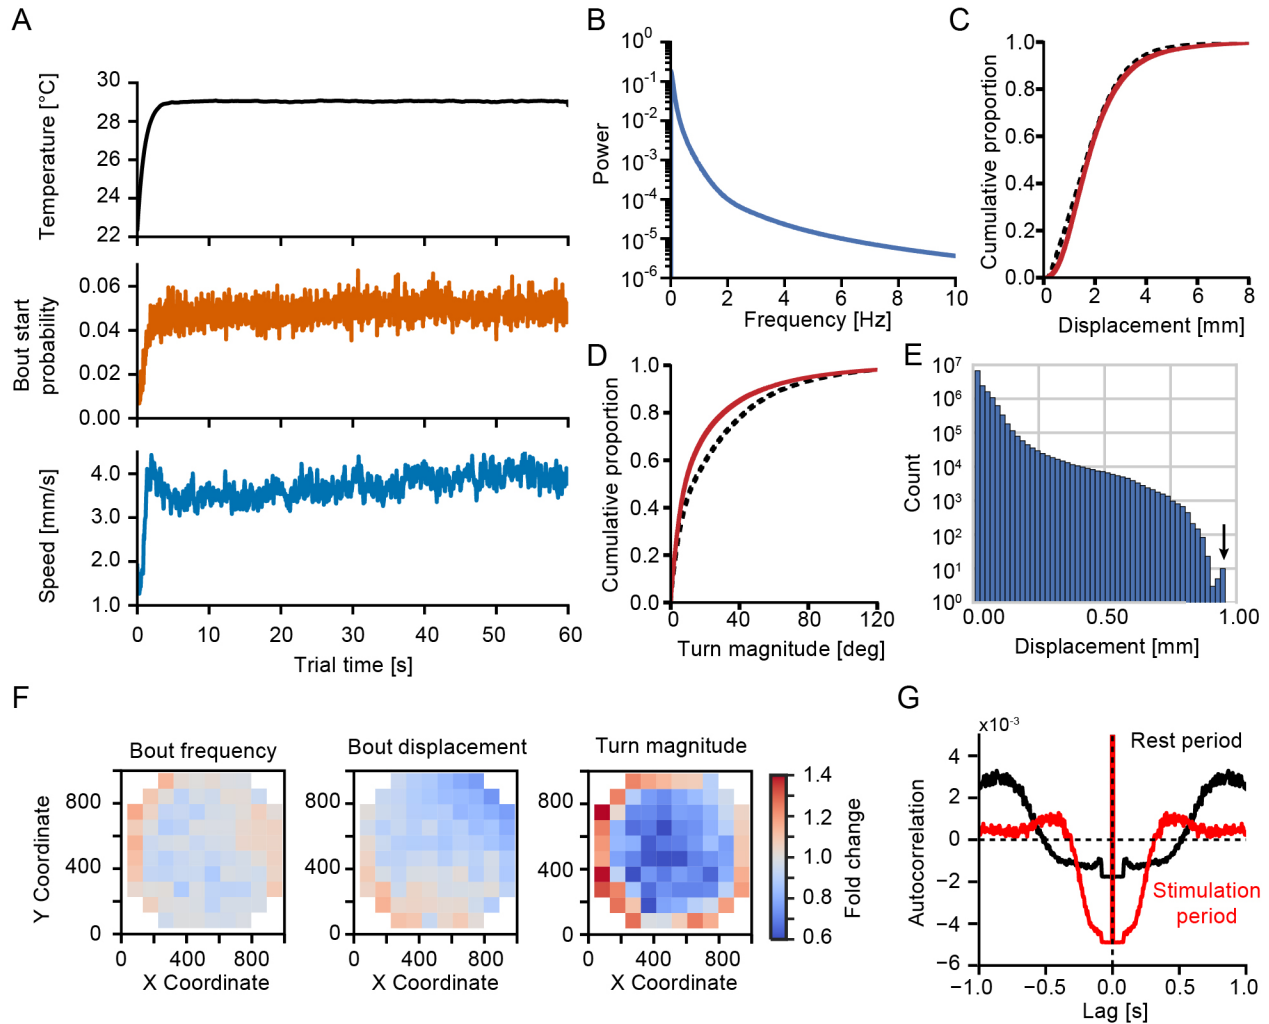 A
Temperature [°C]
30
28
26
24
22
Bout start
probability
0.06
0.04
0.02
0.00
Speed [mm/s]
4.0
3.0
2.0
1.0
0 10 20 30 40 50 60
Trial time [s]
B
Power
10^0
10^-1
10^-2
10^-3
10^-4
10^-5
10^-6
0 2 4 6 8 10
Frequency [Hz]
C
Cumulative proportion
1.0
0.8
0.6
0.4
0.2
0.0
0 2 4 6 8
Displacement [mm]
D
Cumulative proportion
1.0
0.8
0.6
0.4
0.2
0.0
0 40 80 120
Turn magnitude [deg]
E
Count
10^7
10^6
10^5
10^4
10^3
10^2
10^1
10^0
0.00 0.50 1.00
Displacement [mm]
F
Bout frequency
Y Coordinate
800
400
0
0 400 800
X Coordinate
Bout displacement
800
400
0
0 400 800
X Coordinate
Turn magnitude
800
400
0
0 400 800
X Coordinate
1.4
1.2
1.0
0.8
0.6
Fold change
G
x10^-3
Autocorrelation
4
2
0
−2
−4
−6
Rest period
Stimulation
period
−1.0 −0.5 0.0 0.5 1.0
Lag [s]